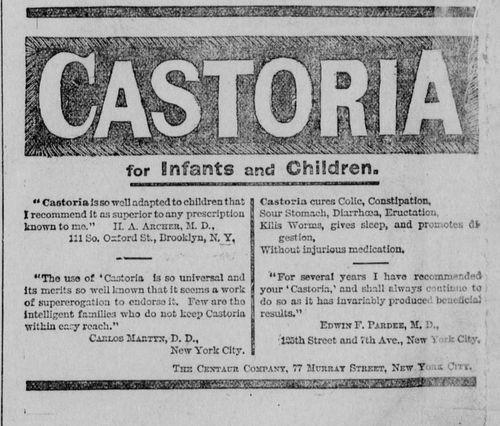 CASTORIA
for Infants and Children.
"Castoria is so well adapted to children that
I recommend it as superior to any prescription
known to me." H. A. ARCHER, M. D.,
111 So. Oxford St., Brooklyn, N. Y.
"The use of 'Castoria is so universal and
its merits so well known that it seems a work
of supererogation to endorse it. Few are the
intelligent families who do not keep Castoria
within easy reach."
CARLOS MARTYN, D. D.,
New York City.
Castoria cures Colic, Constipation,
Sour Stomach, Diarrhœa, Eructation,
Kills Worms, gives sleep, and promotes di
gestion,
Without injurious medication.
"For several years I have recommended
your 'Castoria,' and shall always continue to
do so as it has invariably produced beneficial
results."
EDWIN F. PARDEE, M. D.,
125th Street and 7th Ave., New York City.
THE CENTAUR COMPANY, 77 MURRAY STREET, NEW YORK CITY.